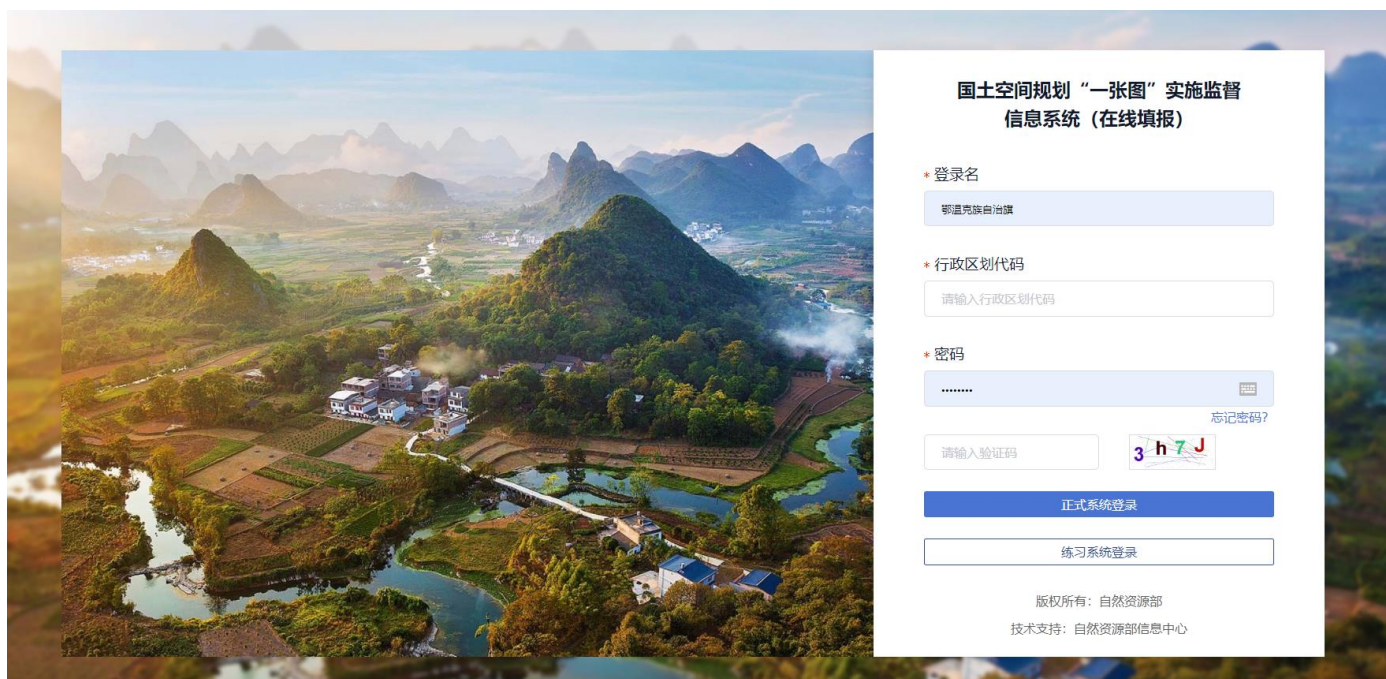 国土空间规划“一张图”实施监督
信息系统（在线填报）
* 登录名
鄂温克族自治旗
* 行政区划代码
请输入行政区划代码
* 密码
••••••••
忘记密码?
请输入验证码
3h7J
正式系统登录
练习系统登录
版权所有：自然资源部
技术支持：自然资源部信息中心